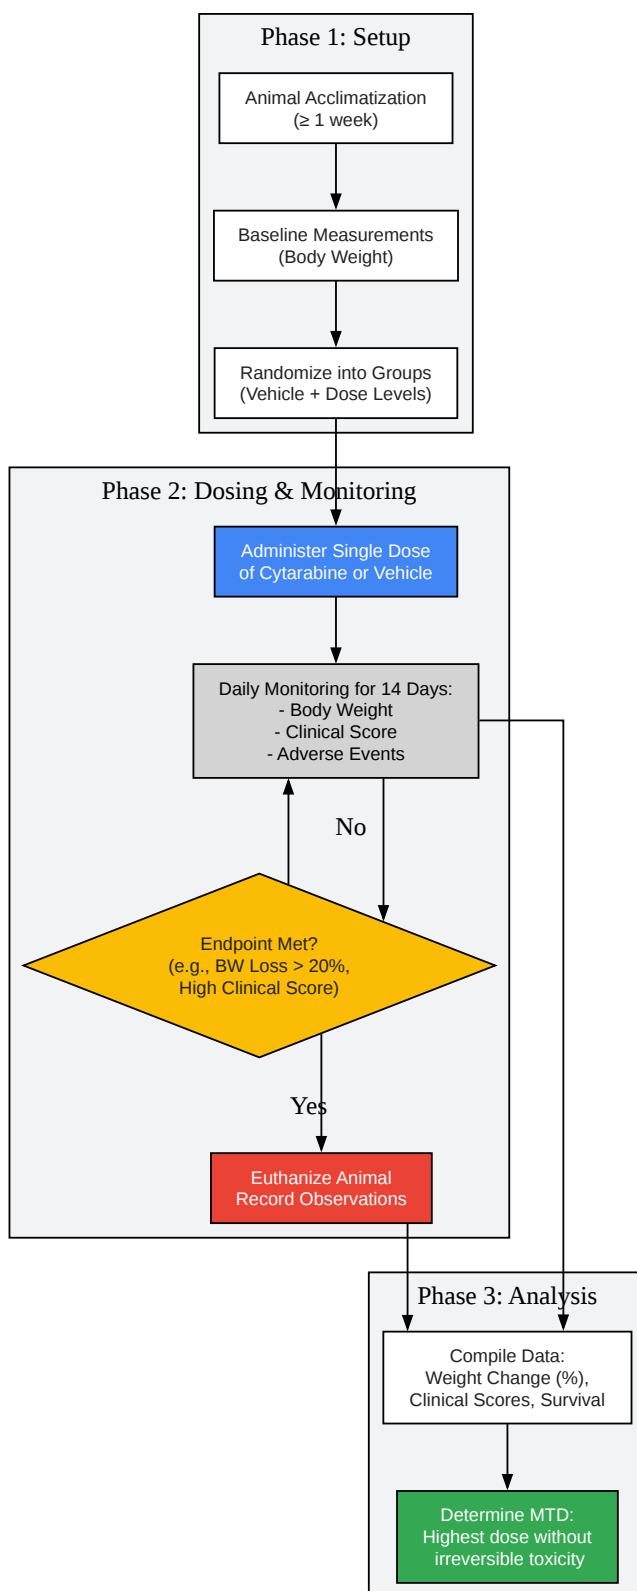 Phase 1: Setup
Animal Acclimatization
(≥ 1 week)
Baseline Measurements
(Body Weight)
Randomize into Groups
(Vehicle + Dose Levels)
Phase 2: Dosing & Monitoring
Administer Single Dose
of Cytarabine or Vehicle
Daily Monitoring for 14 Days:
- Body Weight
- Clinical Score
- Adverse Events
No
Endpoint Met?
(e.g., BW Loss > 20%,
High Clinical Score)
Yes
Euthanize Animal
Record Observations
Phase 3: Analysis
Compile Data:
Weight Change (%),
Clinical Scores, Survival
Determine MTD:
Highest dose without
irreversible toxicity